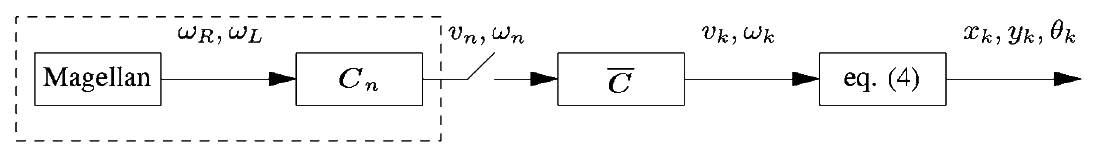 ω_R, ω_L
v_n, ω_n
v_k, ω_k
x_k, y_k, θ_k
Magellan
C_n
C̅
eq. (4)